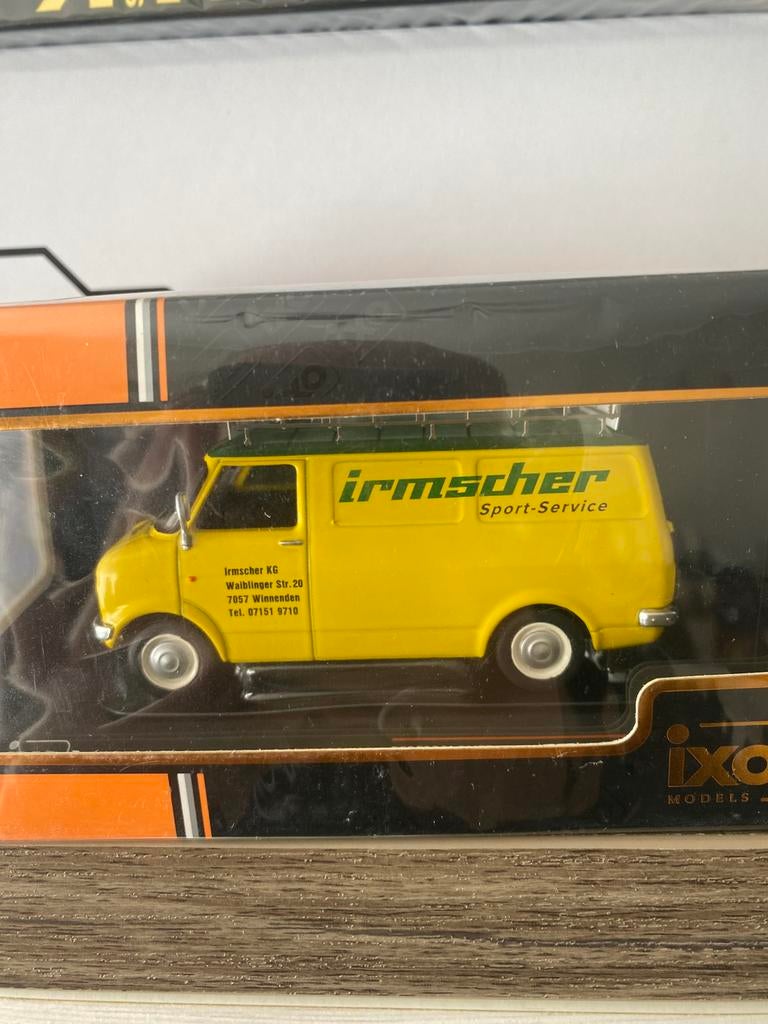 irmscher
Sport-Service
Irmscher KG
Waiblinger Str. 20
7057 Winnenden
Tel. 07151 9710
ixo
MODELS